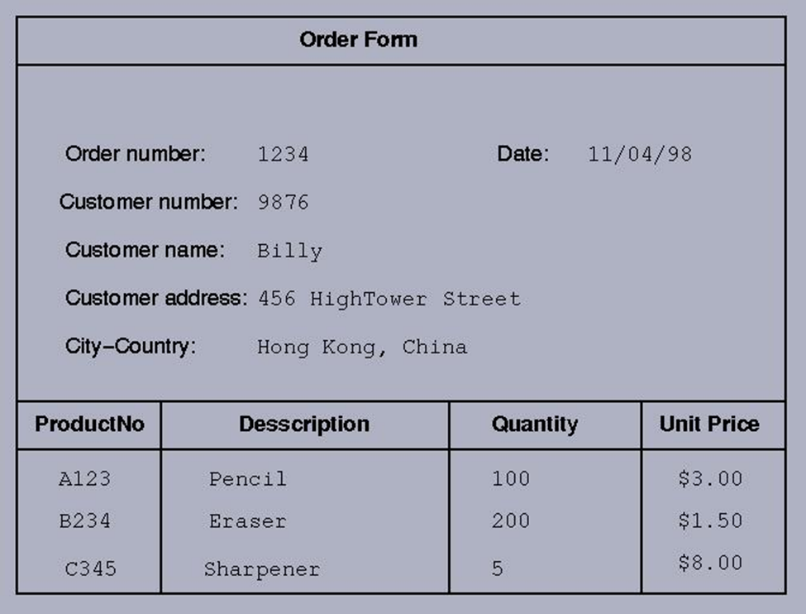 Order Form
Order number: 1234 Date: 11/04/98
Customer number: 9876
Customer name: Billy
Customer address: 456 HighTower Street
City-Country: Hong Kong, China
ProductNo Desscription Quantity Unit Price
A123 Pencil 100 $3.00
B234 Eraser 200 $1.50
C345 Sharpener 5 $8.00